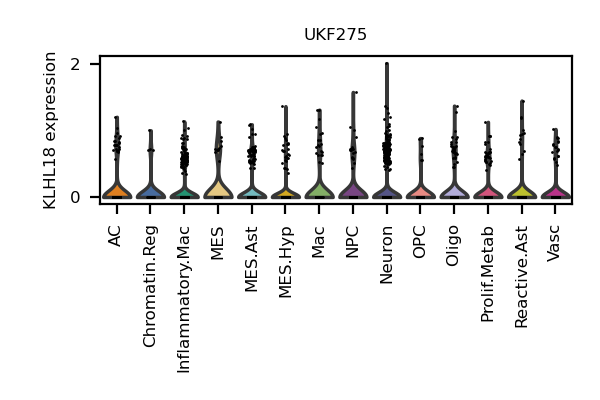 UKF275
KLHL18 expression
2
0
AC
Chromatin.Reg
Inflammatory.Mac
MES
MES.Ast
MES.Hyp
Mac
NPC
Neuron
OPC
Oligo
Prolif.Metab
Reactive.Ast
Vasc